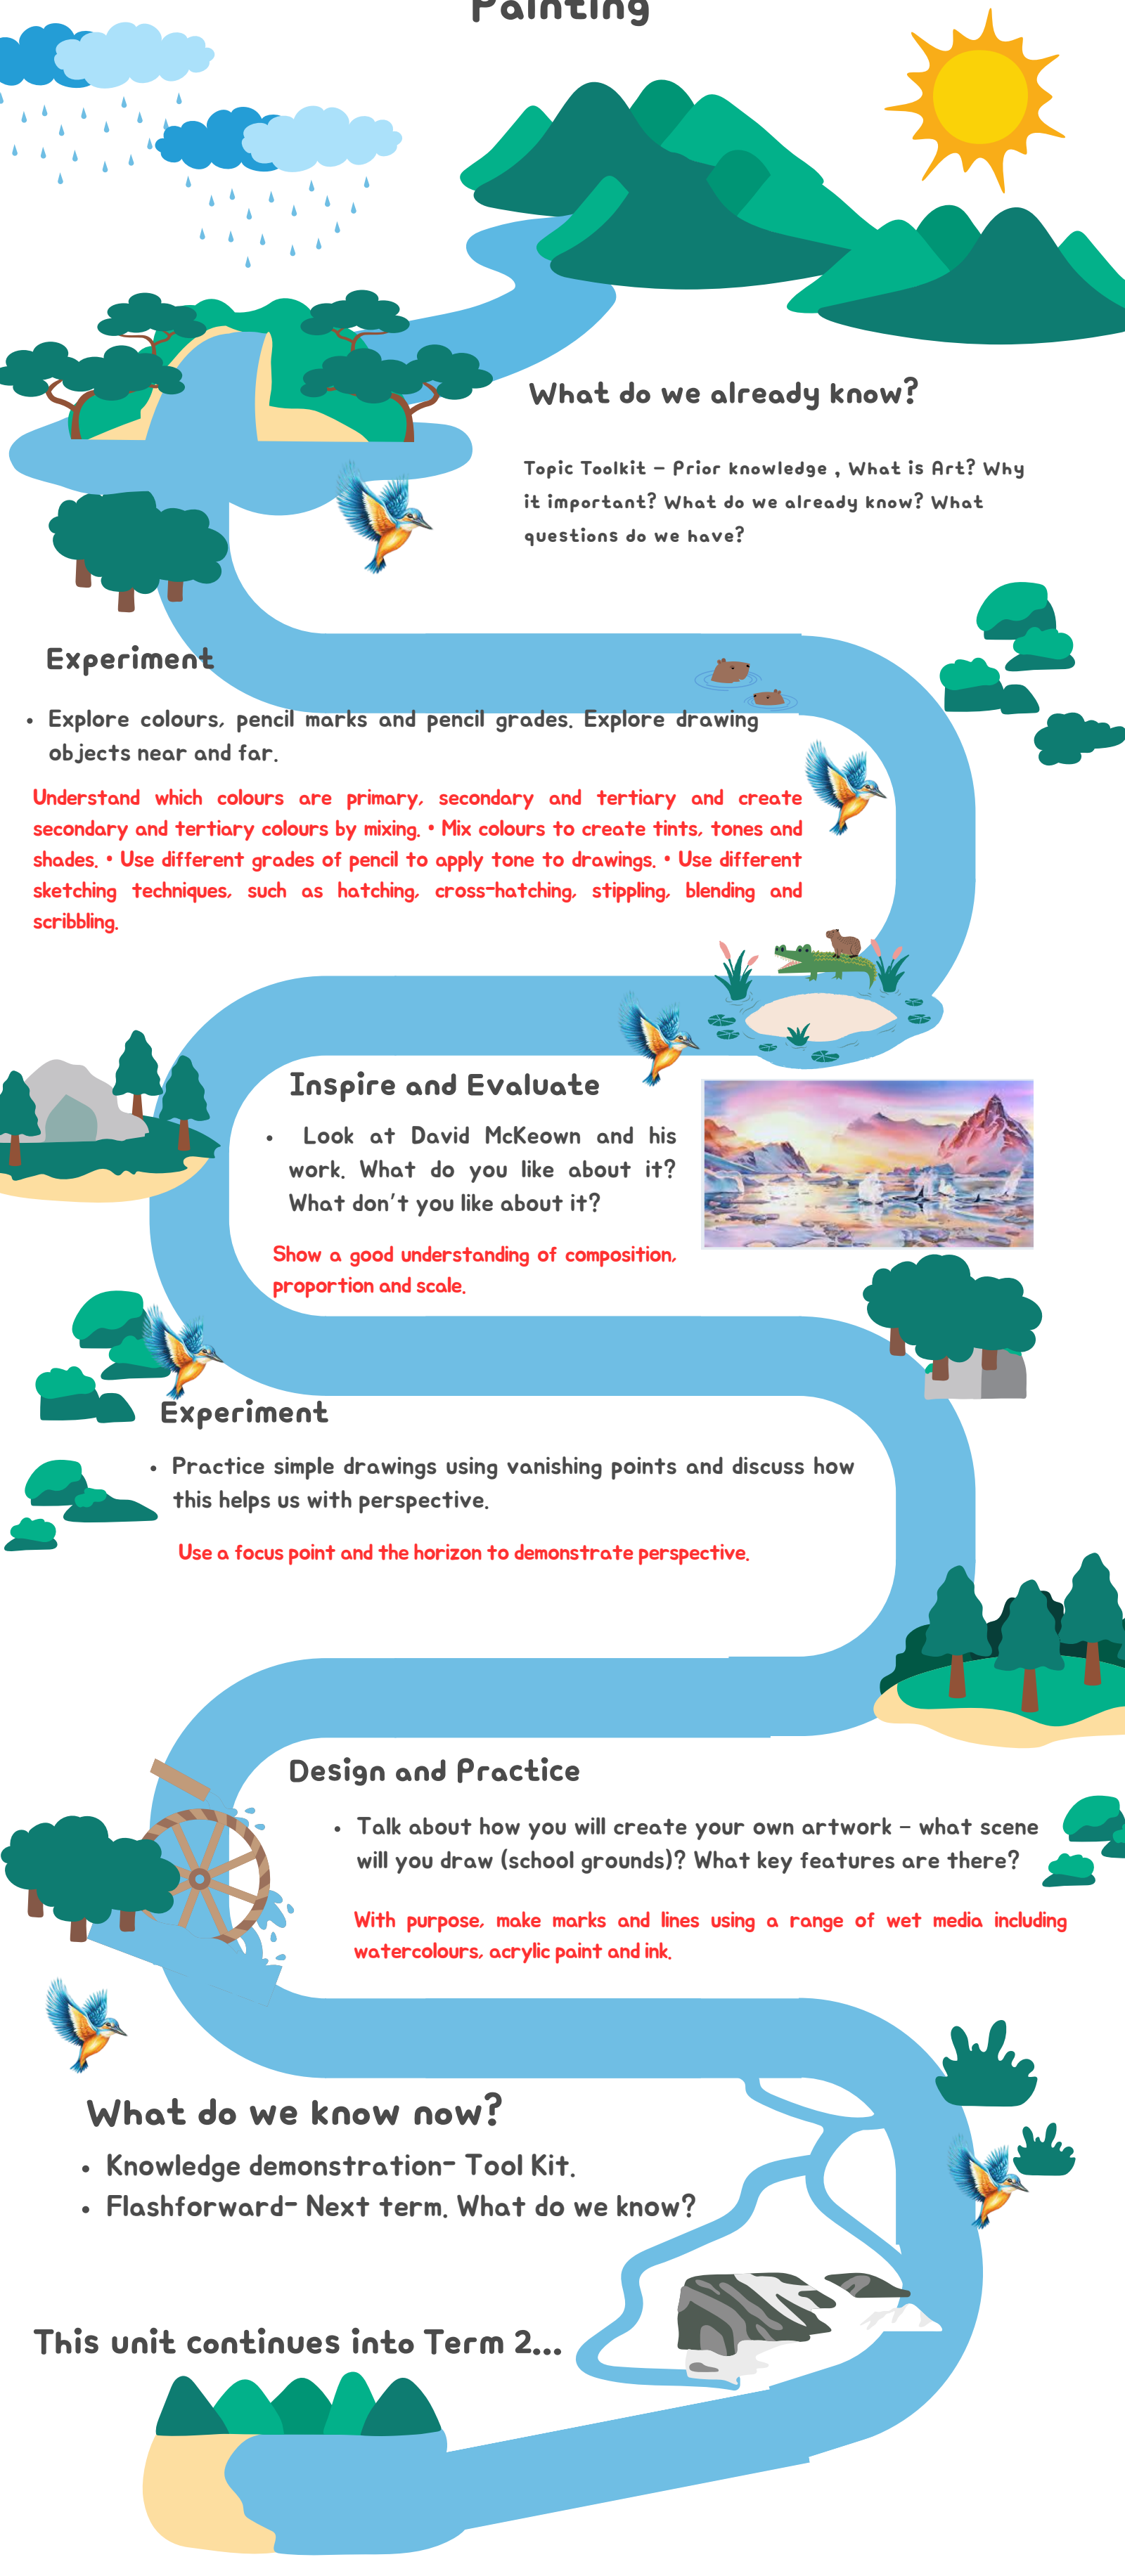 Painting
What do we already know?
Topic Toolkit – Prior knowledge , What is Art? Why
it important? What do we already know? What
questions do we have?
Experiment
• Explore colours, pencil marks and pencil grades. Explore drawing
objects near and far.
Understand which colours are primary, secondary and tertiary and create
secondary and tertiary colours by mixing. • Mix colours to create tints, tones and
shades. • Use different grades of pencil to apply tone to drawings. • Use different
sketching techniques, such as hatching, cross-hatching, stippling, blending and
scribbling.
Inspire and Evaluate
• Look at David McKeown and his
work. What do you like about it?
What don't you like about it?
Show a good understanding of composition,
proportion and scale.
Experiment
• Practice simple drawings using vanishing points and discuss how
this helps us with perspective.
Use a focus point and the horizon to demonstrate perspective.
Design and Practice
• Talk about how you will create your own artwork – what scene
will you draw (school grounds)? What key features are there?
With purpose, make marks and lines using a range of wet media including
watercolours, acrylic paint and ink.
What do we know now?
• Knowledge demonstration- Tool Kit.
• Flashforward- Next term. What do we know?
This unit continues into Term 2...